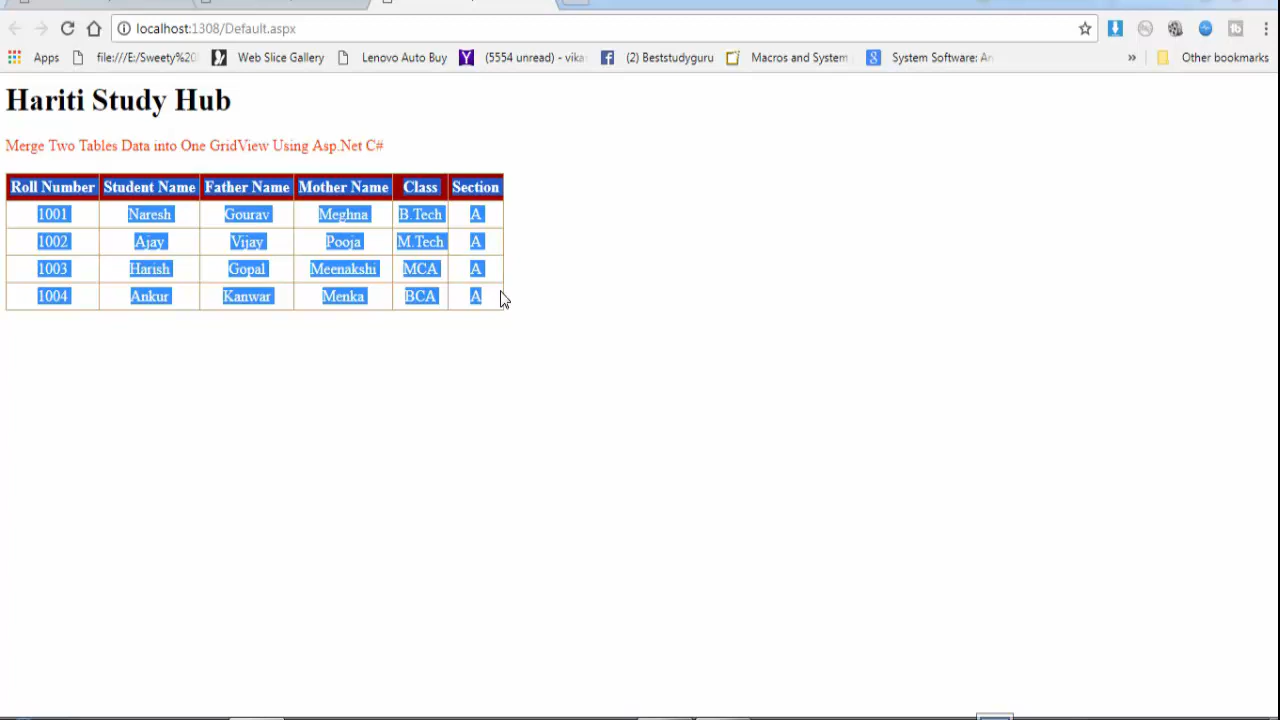 localhost:1308/Default.aspx
Apps file:///E:/Sweety%20 Web Slice Gallery Lenovo Auto Buy (5554 unread) - vika (2) Beststudyguru Macros and System System Software: An » Other bookmarks
Hariti Study Hub
Merge Two Tables Data into One GridView Using Asp.Net C#
Roll Number Student Name Father Name Mother Name Class Section
1001 Naresh Gourav Meghna B.Tech A
1002 Ajay Vijay Pooja M.Tech A
1003 Harish Gopal Meenakshi MCA A
1004 Ankur Kanwar Menka BCA A